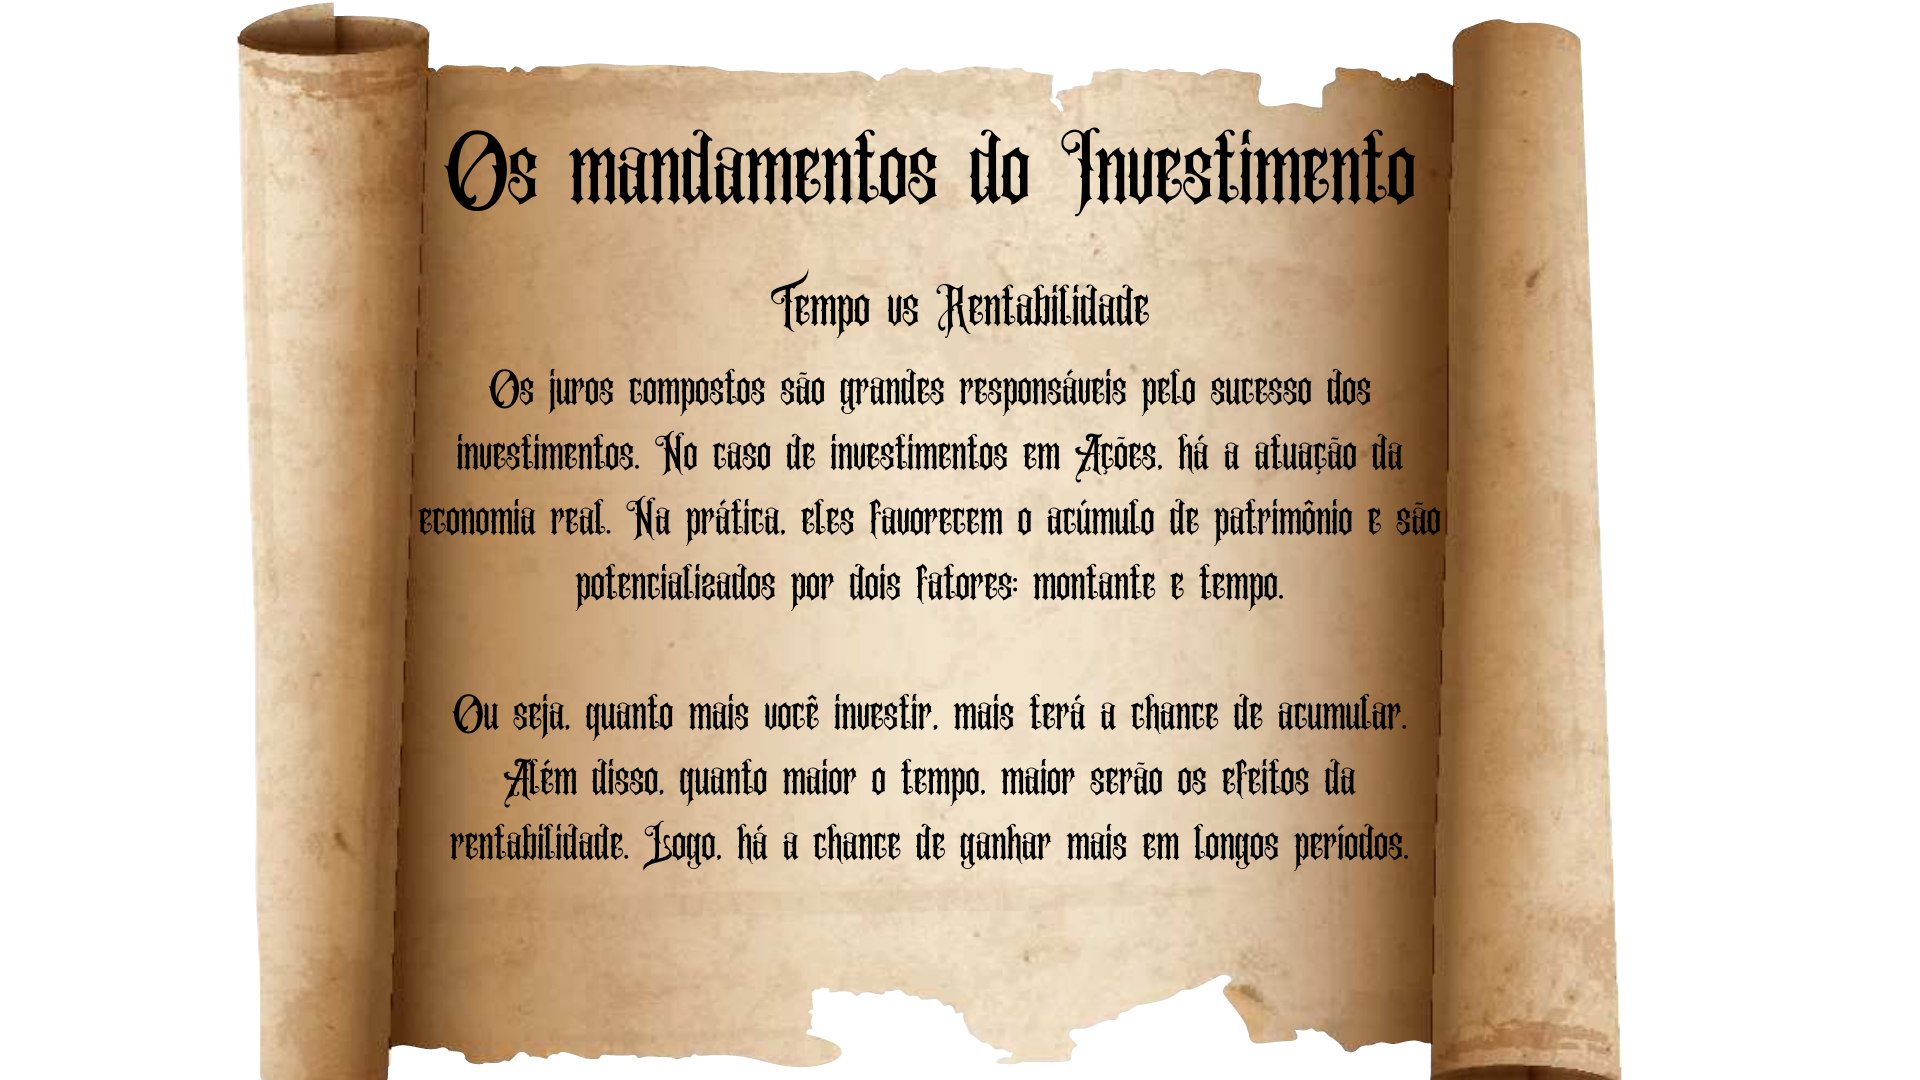 Os mandamentos do Investimento
Tempo vs Rentabilidade
Os juros compostos são grandes responsáveis pelo sucesso dos
investimentos. No caso de investimentos em Ações, há a atuação da
economia real. Na prática, eles favorecem o acúmulo de patrimônio e são
potencializados por dois fatores: montante e tempo.
Ou seja, quanto mais você investir, mais terá a chance de acumular.
Além disso, quanto maior o tempo, maior serão os efeitos da
rentabilidade. Logo, há a chance de ganhar mais em longos períodos.